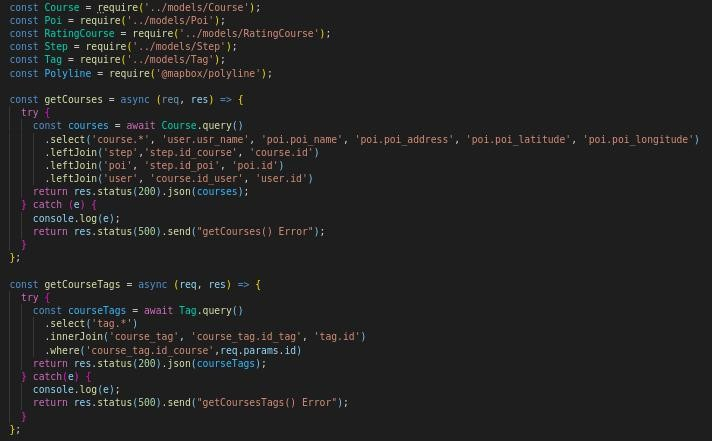 const Course = require('../models/Course');
const Poi = require('../models/Poi');
const RatingCourse = require('../models/RatingCourse');
const Step = require('../models/Step');
const Tag = require('../models/Tag');
const Polyline = require('@mapbox/polyline');
const getCourses = async (req, res) => {
try {
const courses = await Course.query()
.select('course.*', 'user.usr_name', 'poi.poi_name', 'poi.poi_address', 'poi.poi_latitude', 'poi.poi_longitude')
.leftJoin('step','step.id_course', 'course.id')
.leftJoin('poi', 'step.id_poi', 'poi.id')
.leftJoin('user', 'course.id_user', 'user.id')
return res.status(200).json(courses);
} catch (e) {
console.log(e);
return res.status(500).send("getCourses() Error");
}
};
const getCourseTags = async (req, res) => {
try {
const courseTags = await Tag.query()
.select('tag.*')
.innerJoin('course_tag', 'course_tag.id_tag', 'tag.id')
.where('course_tag.id_course',req.params.id)
return res.status(200).json(courseTags);
} catch(e) {
console.log(e);
return res.status(500).send("getCoursesTags() Error");
}
};